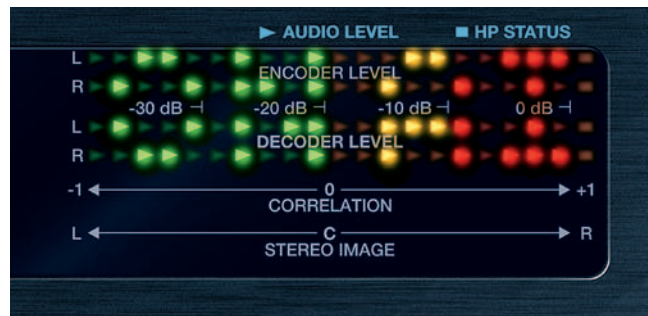 ► AUDIO LEVEL ■ HP STATUS
L
ENCODER LEVEL
R
-30 dB -20 dB -10 dB 0 dB
L
DECODER LEVEL
R
-1 0 +1
CORRELATION
L C R
STEREO IMAGE